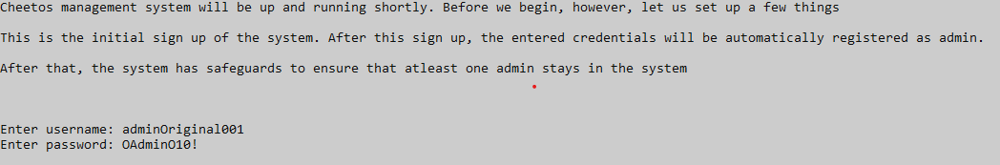 Cheetos management system will be up and running shortly. Before we begin, however, let us set up a few things
This is the initial sign up of the system. After this sign up, the entered credentials will be automatically registered as admin.
After that, the system has safeguards to ensure that atleast one admin stays in the system
Enter username: adminOriginal001
Enter password: OAdminO10!